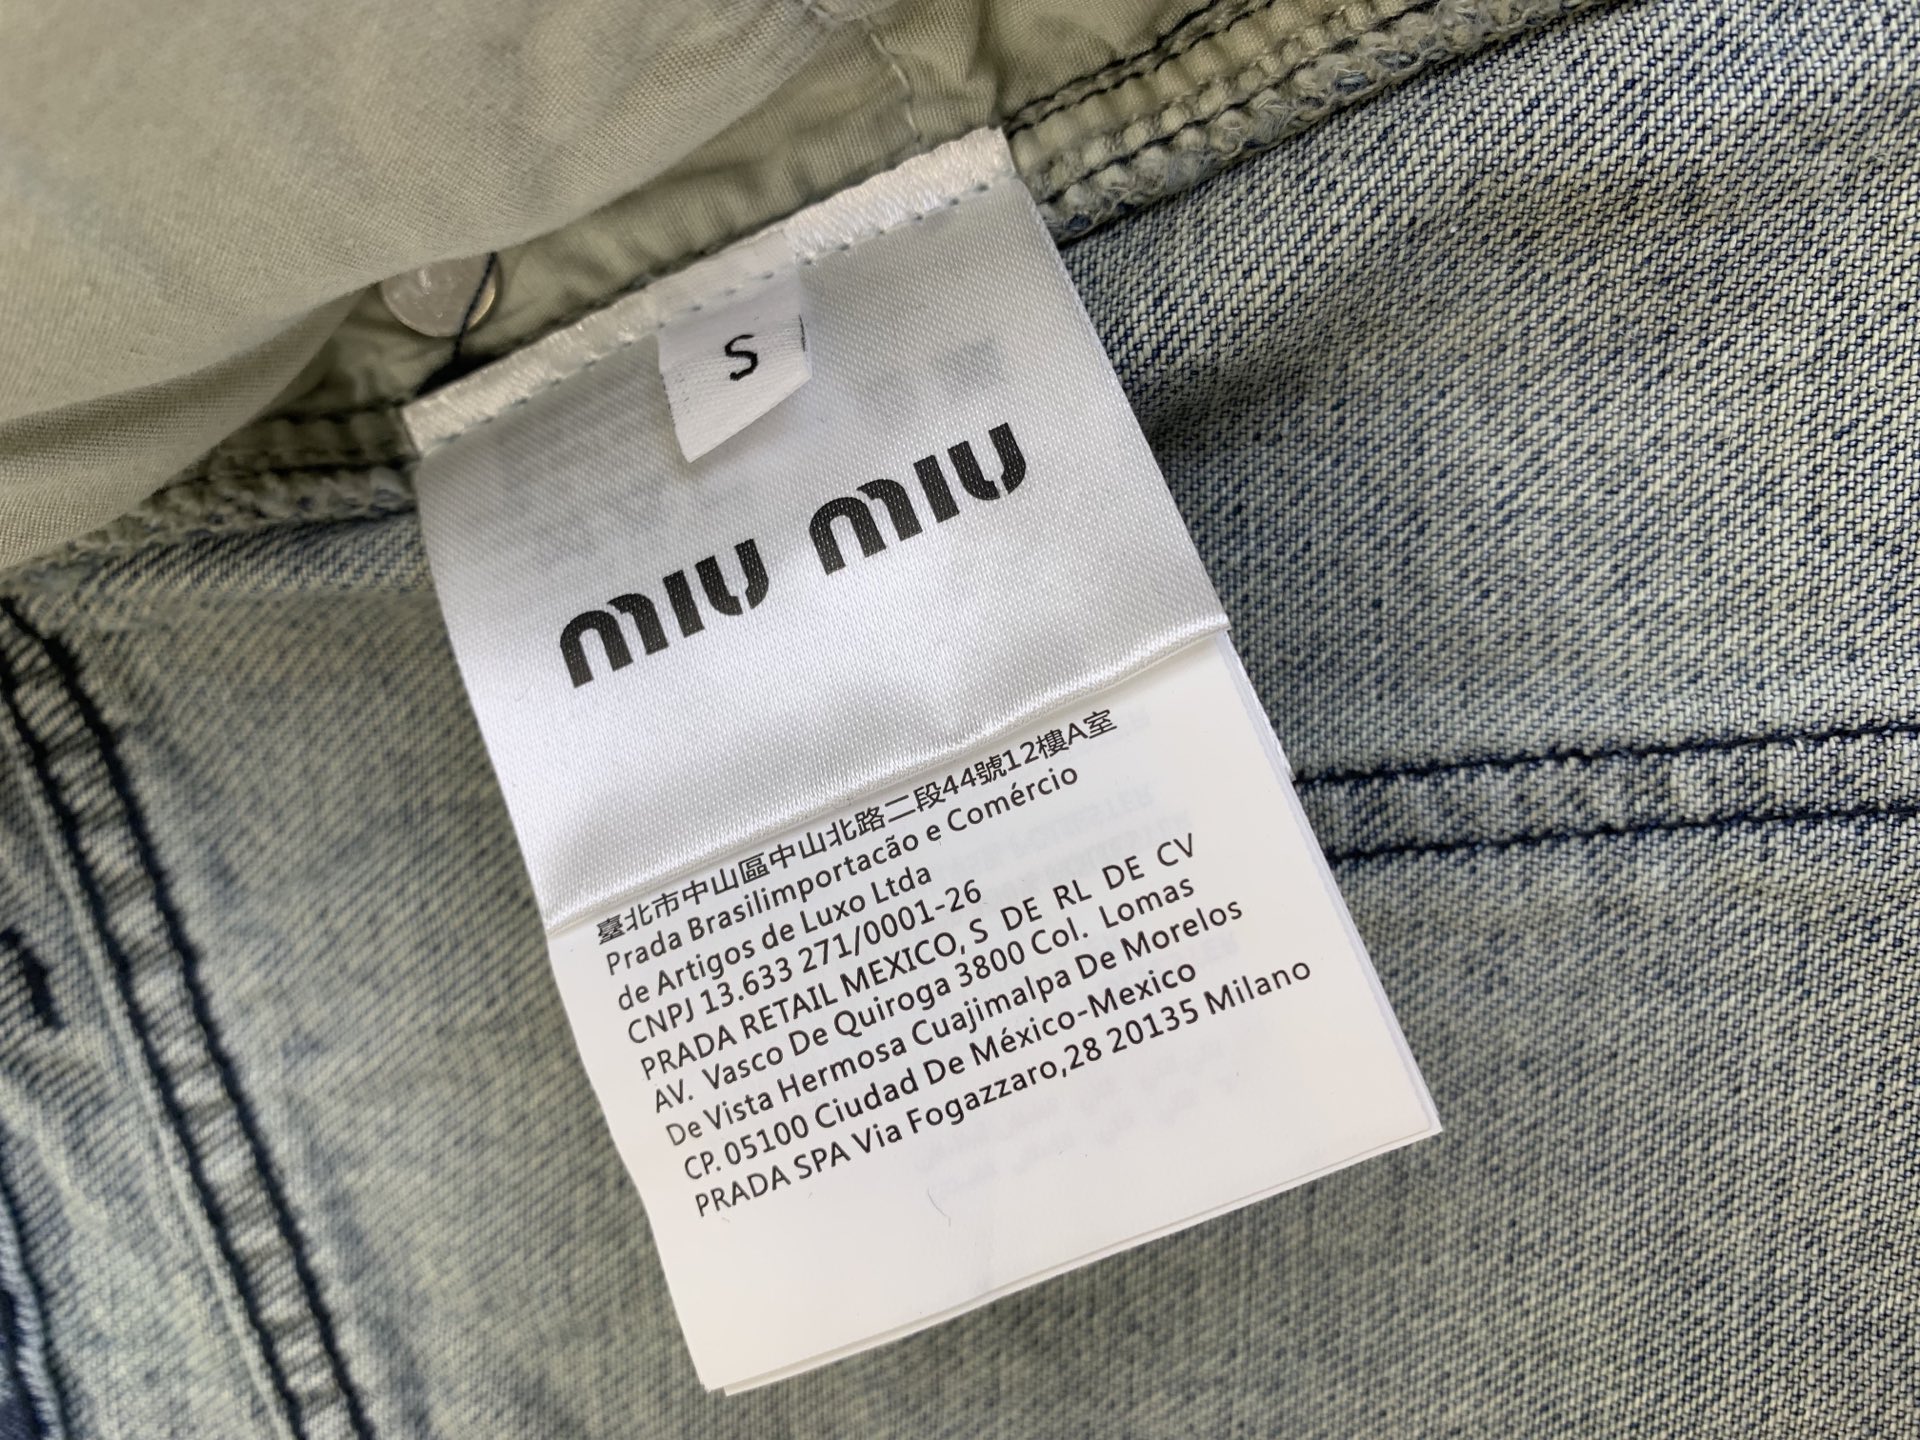 S
miu miu
臺北市中山區中山北路二段44號12樓A室
Prada Brasilimportacão e Comércio
de Artigos de Luxo Ltda
CNPJ 13.633 271/0001-26
PRADA RETAIL MEXICO, S DE RL DE CV
AV. Vasco De Quiroga 3800 Col. Lomas
De Vista Hermosa Cuajimalpa De Morelos
CP. 05100 Ciudad De México-Mexico
PRADA SPA Via Fogazzaro,28 20135 Milano